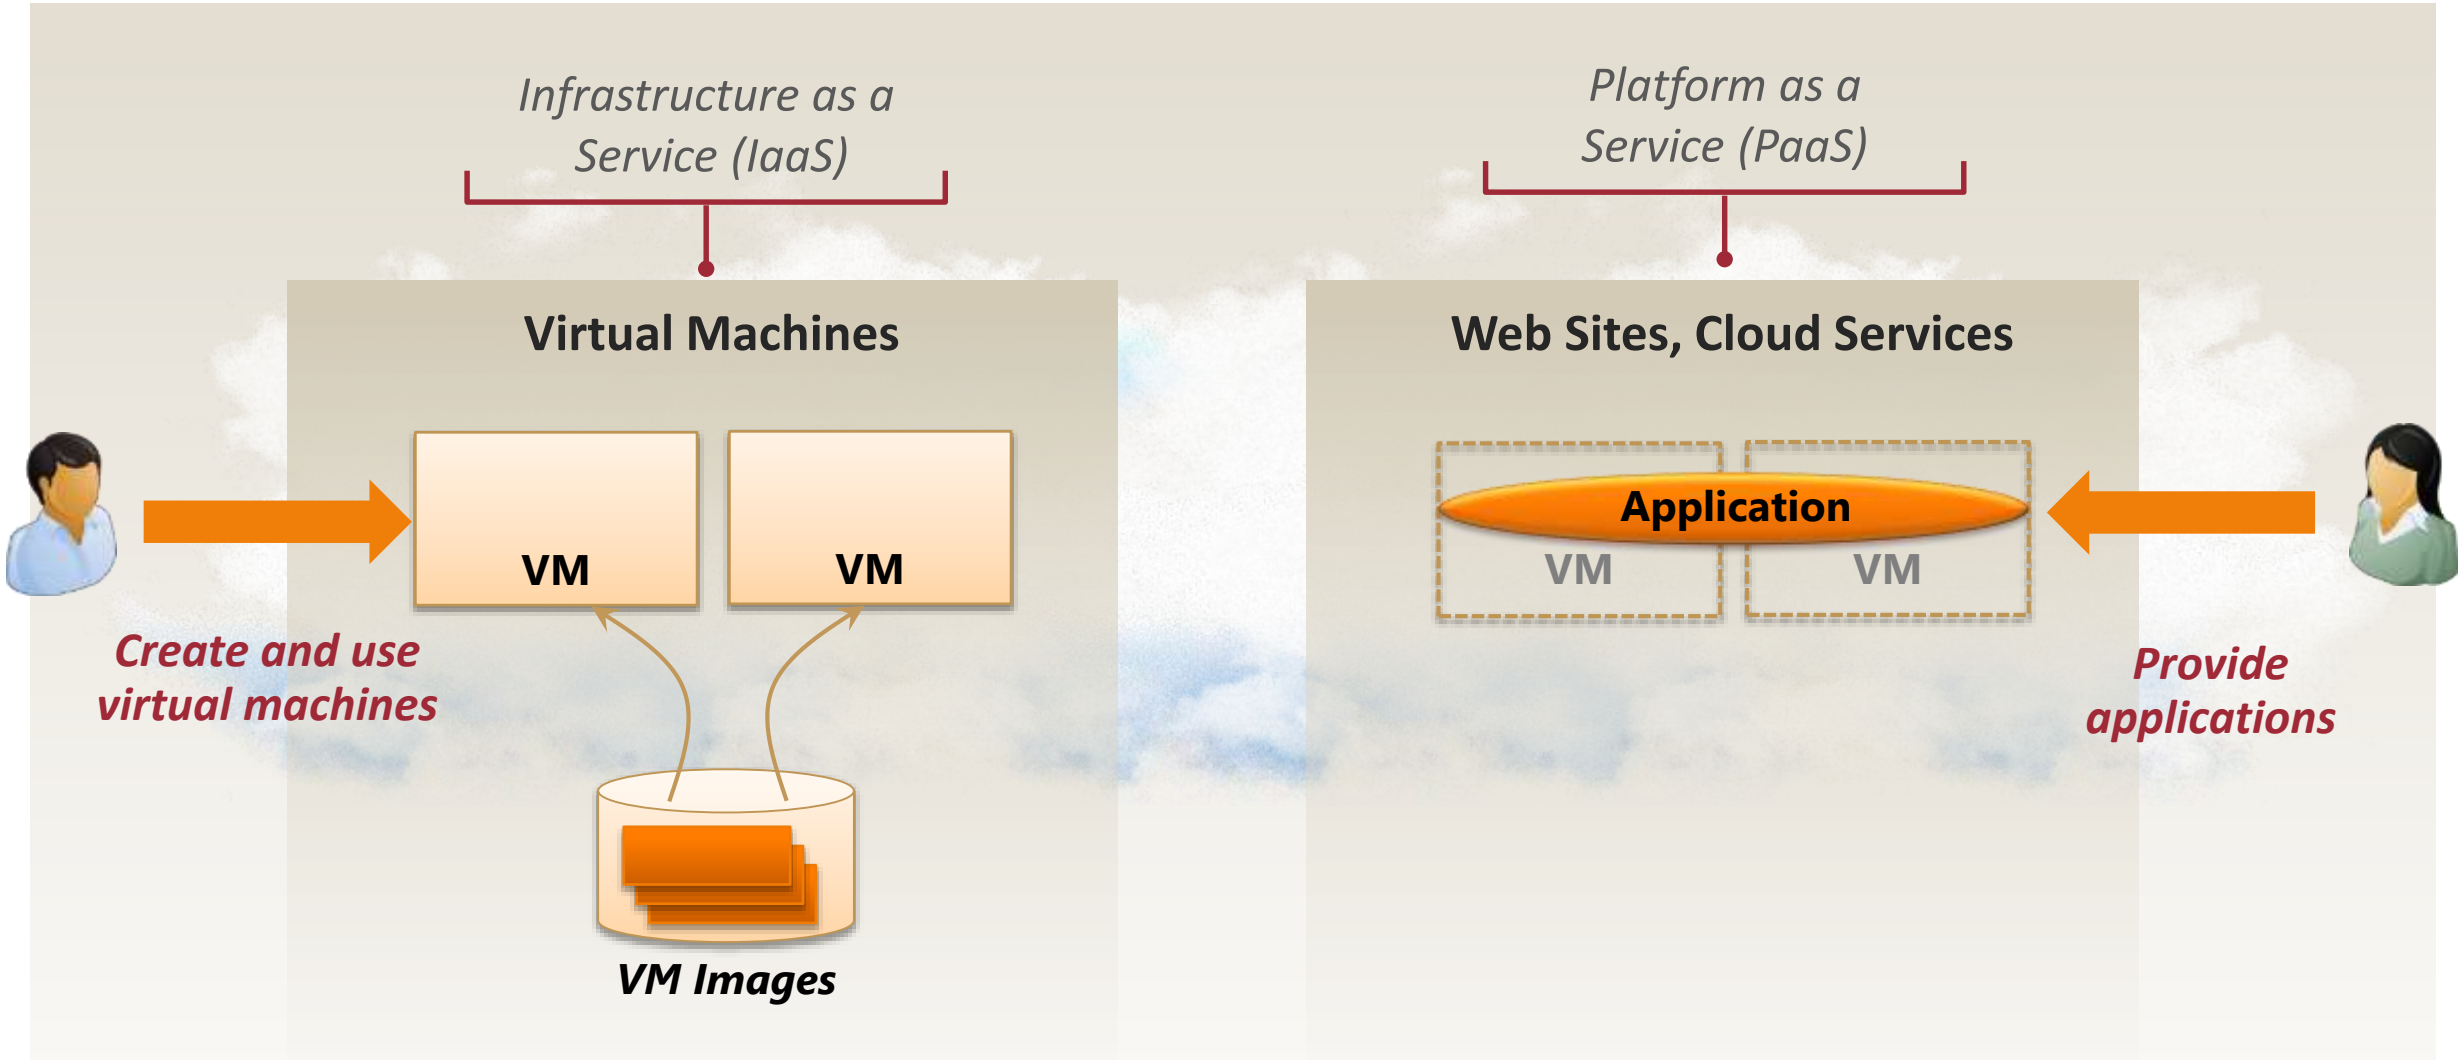 Infrastructure as a
Service (IaaS)
Platform as a
Service (PaaS)
Virtual Machines
Web Sites, Cloud Services
VM
VM
Application
VM
VM
Create and use
virtual machines
Provide
applications
VM Images